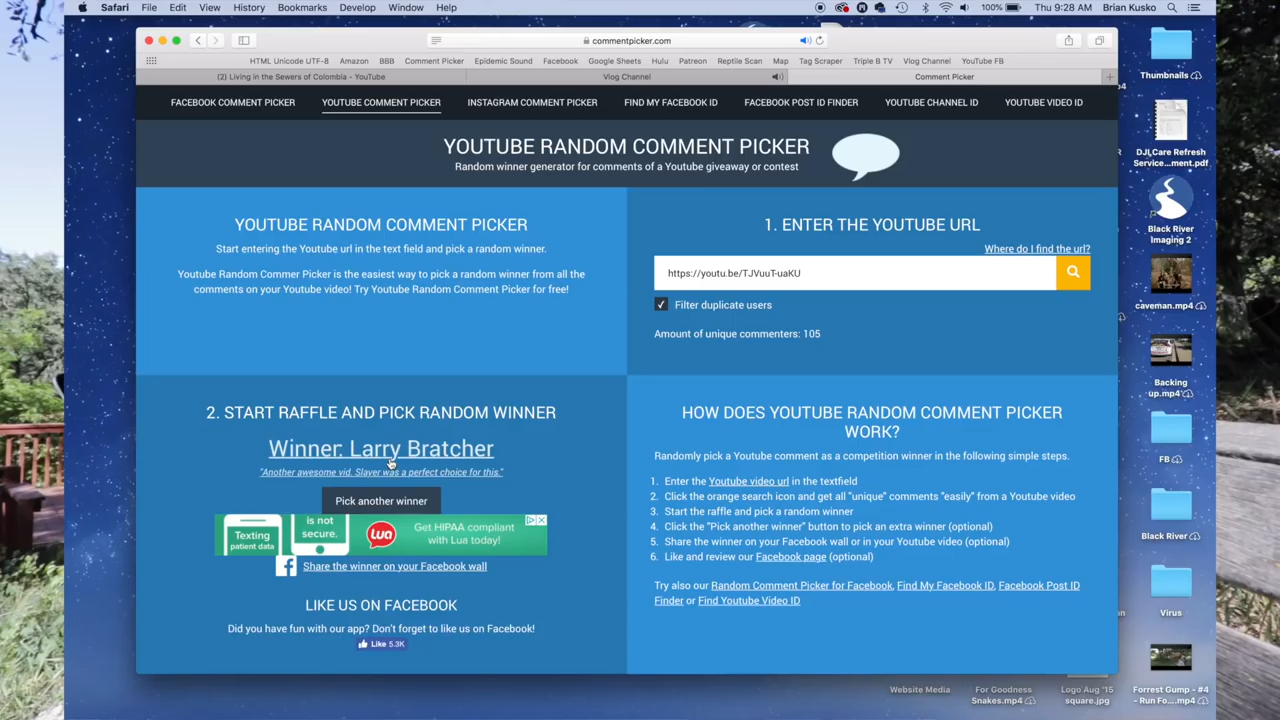 Safari File Edit View History Bookmarks Develop Window Help
100% Thu 9:28 AM Brian Kusko
commentpicker.com
HTML Unicode UTF-8 Amazon BBB Comment Picker Epidemic Sound Facebook Google Sheets Hulu Patreon Reptile Scan Map Tag Scraper Triple B TV Vlog Channel YouTube FB
(2) Living in the Sewers of Colombia - YouTube Vlog Channel Comment Picker
FACEBOOK COMMENT PICKER YOUTUBE COMMENT PICKER INSTAGRAM COMMENT PICKER FIND MY FACEBOOK ID FACEBOOK POST ID FINDER YOUTUBE CHANNEL ID YOUTUBE VIDEO ID
YOUTUBE RANDOM COMMENT PICKER
Random winner generator for comments of a Youtube giveaway or contest
YOUTUBE RANDOM COMMENT PICKER
Start entering the Youtube url in the text field and pick a random winner.
Youtube Random Commer Picker is the easiest way to pick a random winner from all the
comments on your Youtube video! Try Youtube Random Comment Picker for free!
1. ENTER THE YOUTUBE URL
Where do I find the url?
https://youtu.be/TJVuuT-uaKU
Filter duplicate users
Amount of unique commenters: 105
2. START RAFFLE AND PICK RANDOM WINNER
Winner: Larry Bratcher
"Another awesome vid. Slayer was a perfect choice for this."
Pick another winner
Texting
patient data
is not
secure.
Lua
Get HIPAA compliant
with Lua today!
Share the winner on your Facebook wall
LIKE US ON FACEBOOK
Did you have fun with our app? Don't forget to like us on Facebook!
Like 5.3K
HOW DOES YOUTUBE RANDOM COMMENT PICKER
WORK?
Randomly pick a Youtube comment as a competition winner in the following simple steps.
1. Enter the Youtube video url in the textfield
2. Click the orange search icon and get all "unique" comments "easily" from a Youtube video
3. Start the raffle and pick a random winner
4. Click the "Pick another winner" button to pick an extra winner (optional)
5. Share the winner on your Facebook wall or in your Youtube video (optional)
6. Like and review our Facebook page (optional)
Try also our Random Comment Picker for Facebook, Find My Facebook ID, Facebook Post ID
Finder or Find Youtube Video ID
Thumbnails
DJI Care Refresh
Service...ment.pdf
Black River
Imaging 2
caveman.mp4
Backing
up.mp4
FB
Black River
Virus
Forrest Gump - #4
- Run Fo....mp4
Website Media
For Goodness
Snakes.mp4
Logo Aug '15
square.jpg